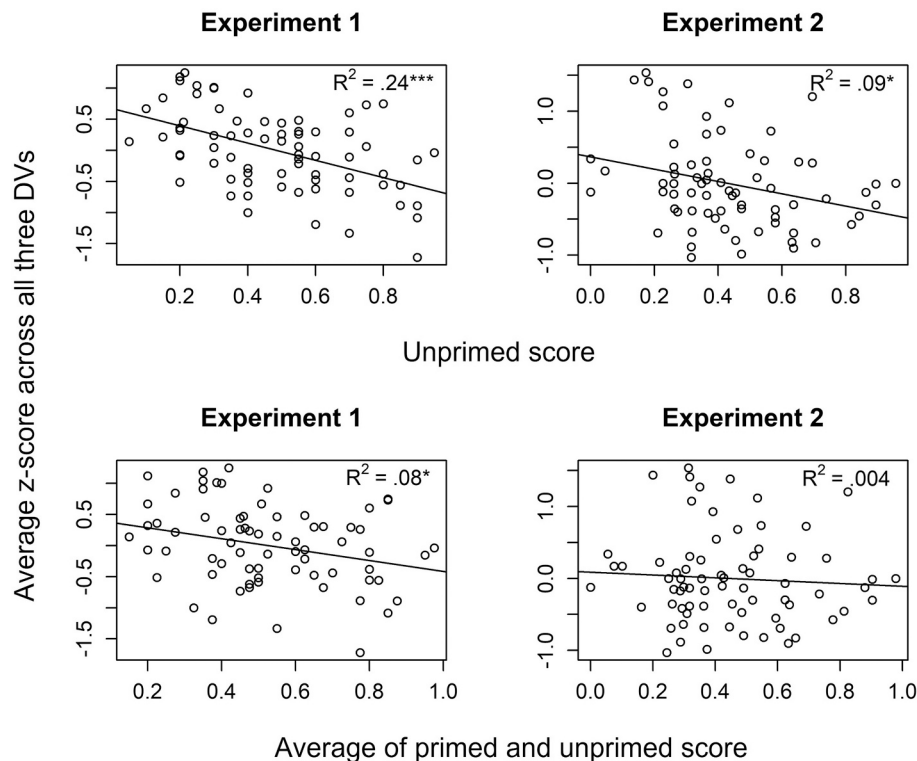 Experiment 1
Experiment 2
R² = .24***
R² = .09*
0.5
-0.5
-1.5
1.0
0.0
-1.0
0.2 0.4 0.6 0.8
0.0 0.2 0.4 0.6 0.8
Unprimed score
Average z-score across all three DVs
Experiment 1
Experiment 2
R² = .08*
R² = .004
0.5
-0.5
-1.5
1.0
0.0
-1.0
0.2 0.4 0.6 0.8 1.0
0.0 0.2 0.4 0.6 0.8 1.0
Average of primed and unprimed score